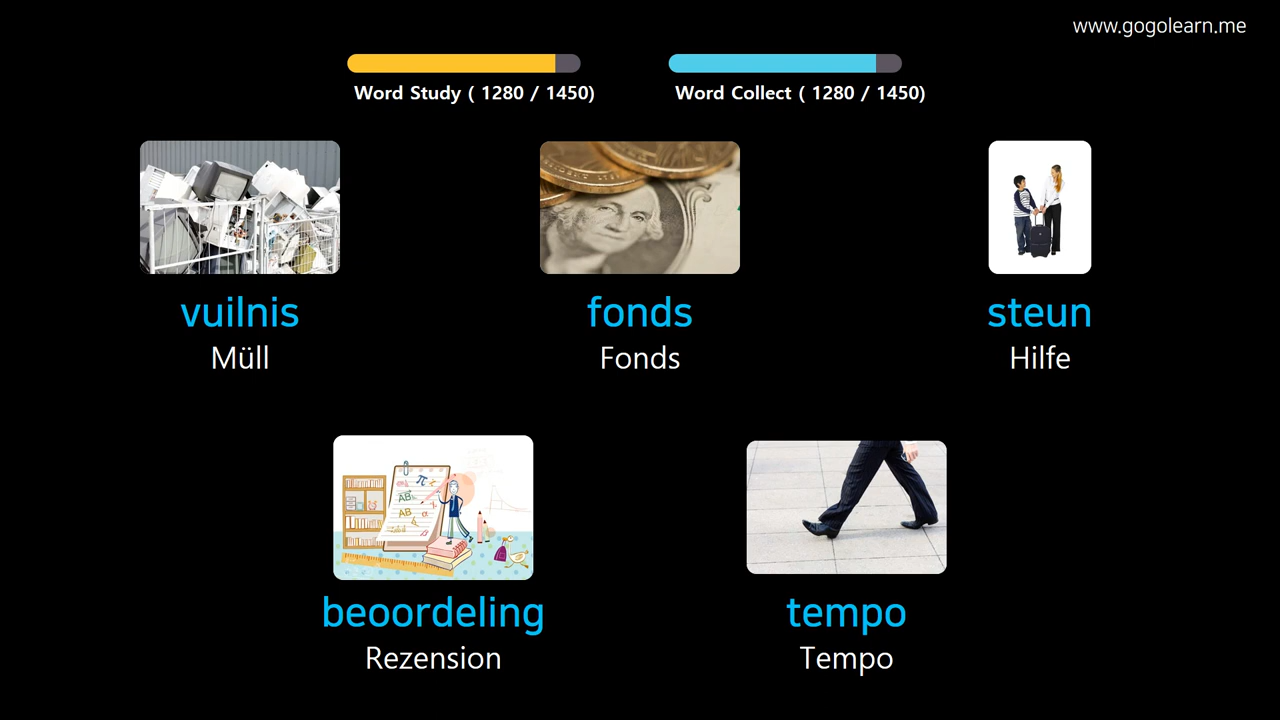 www.gogolearn.me
Word Study ( 1280 / 1450)
Word Collect ( 1280 / 1450)
vuilnis
Müll
fonds
Fonds
steun
Hilfe
beoordeling
Rezension
tempo
Tempo